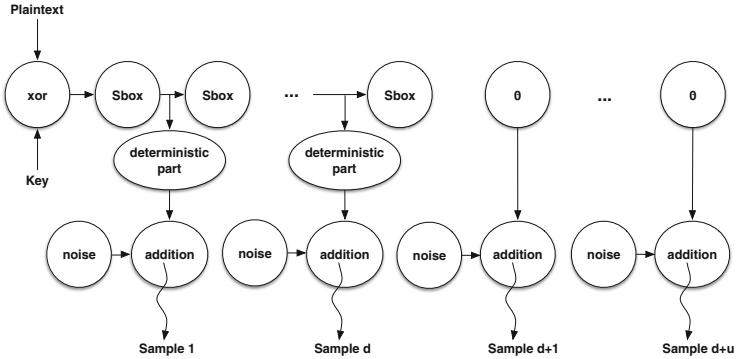 Plaintext
xor
Sbox
Sbox
...
Sbox
0
...
0
deterministic
part
deterministic
part
Key
noise
addition
noise
addition
noise
addition
noise
addition
Sample 1
Sample d
Sample d+1
Sample d+u